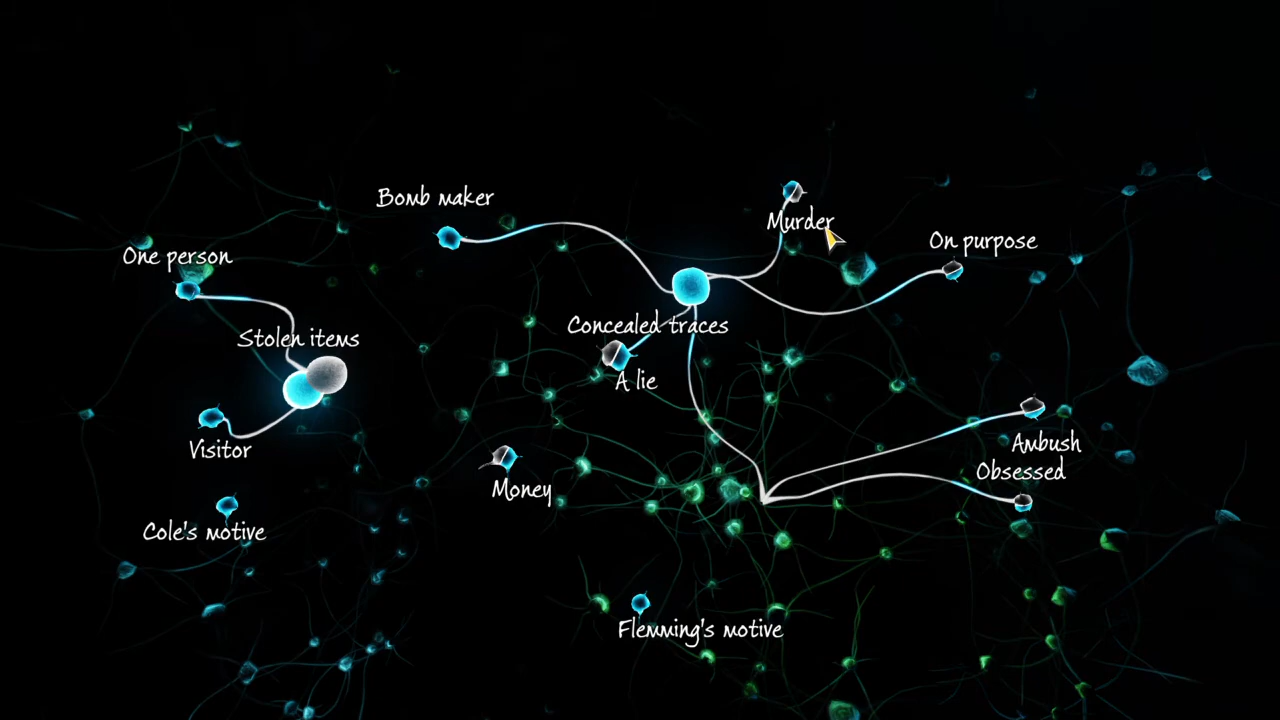 Bomb maker
Murder
On purpose
One person
Concealed traces
Stolen items
A lie
Visitor
Ambush
Obsessed
Money
Cole's motive
Flemming's motive